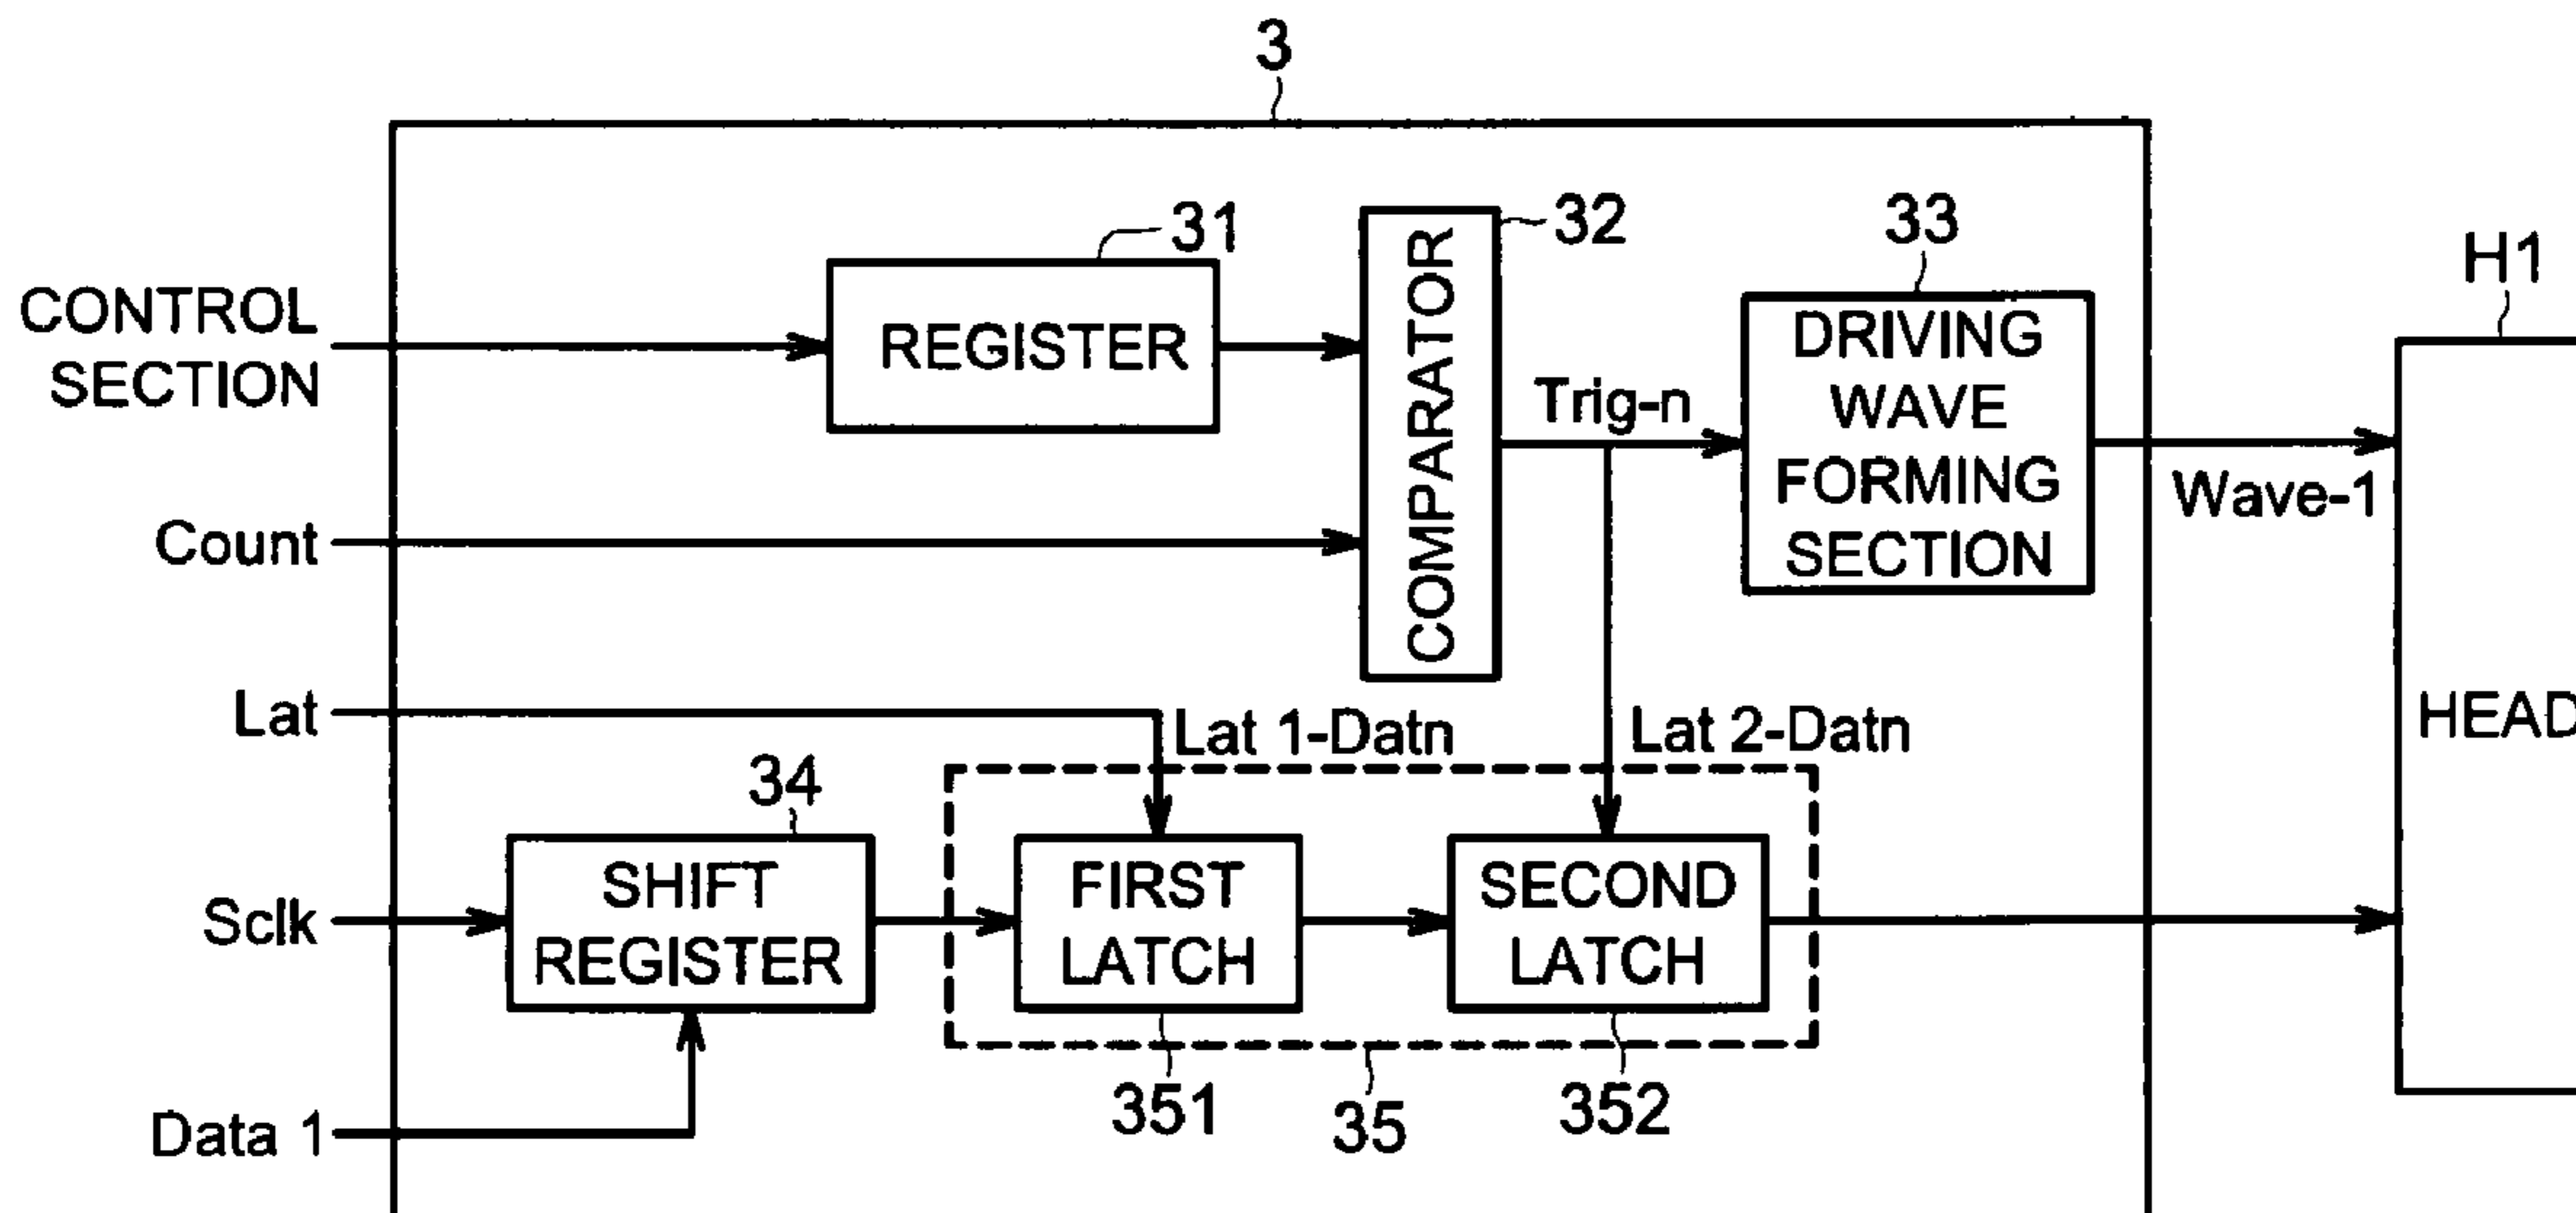 3
31
32
33
H1
CONTROL
SECTION
REGISTER
COMPARATOR
Trig-n
DRIVING
WAVE
FORMING
SECTION
Wave-1
Count
Lat
Lat 1-Datn
Lat 2-Datn
HEAD
34
Sclk
SHIFT
REGISTER
FIRST
LATCH
SECOND
LATCH
351
35
352
Data 1